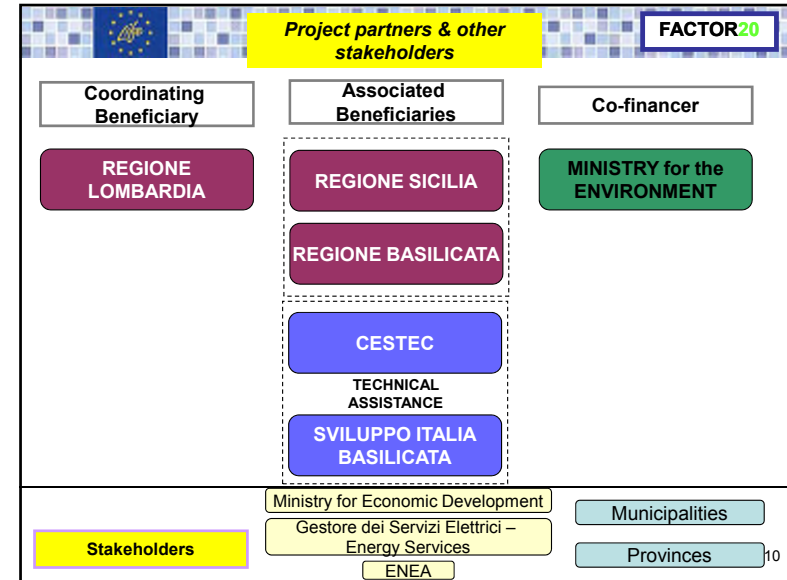 Project partners & other
stakeholders
FACTOR20
Coordinating
Beneficiary
Associated
Beneficiaries
Co-financer
REGIONE
LOMBARDIA
REGIONE SICILIA
MINISTRY for the
ENVIRONMENT
REGIONE BASILICATA
CESTEC
TECHNICAL
ASSISTANCE
SVILUPPO ITALIA
BASILICATA
Stakeholders
Ministry for Economic Development
Gestore dei Servizi Elettrici –
Energy Services
ENEA
Municipalities
Provinces
10